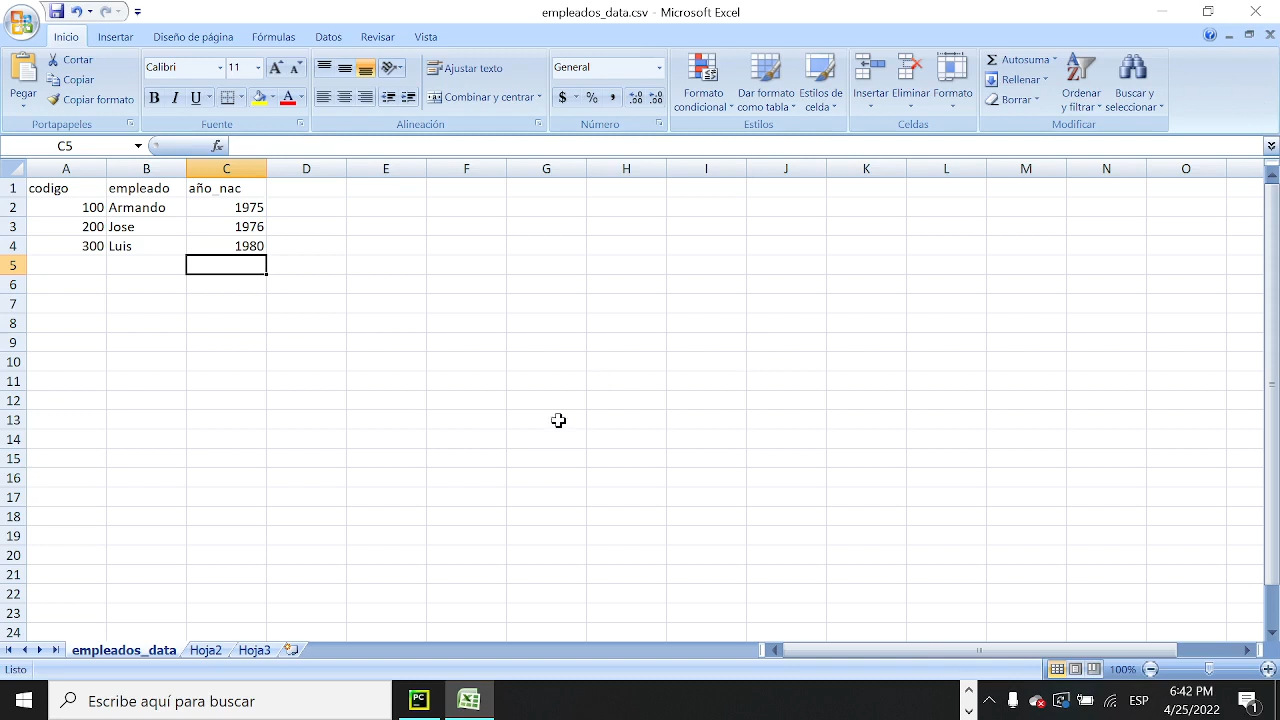 empleados_data.csv - Microsoft Excel
Inicio Insertar Diseño de página Fórmulas Datos Revisar Vista
Pegar Cortar
Copiar
Copiar formato
Portapapeles
Calibri 11
N K S
Fuente
Ajustar texto
Combinar y centrar
Alineación
General
$ % ,
Número
Formato condicional
Dar formato como tabla
Estilos de celda
Estilos
Insertar Eliminar Formato
Celdas
Autosuma
Rellenar
Borrar
Ordenar y filtrar
Buscar y seleccionar
Modificar
C5 fx
A B C D E F G H I J K L M N O
1 codigo empleado año_nac
2 100 Armando 1975
3 200 Jose 1976
4 300 Luis 1980
5
6
7
8
9
10
11
12
13
14
15
16
17
18
19
20
21
22
23
24
empleados_data Hoja2 Hoja3
Listo 100%
Escribe aquí para buscar PC ESP 6:42 PM
4/25/2022 1